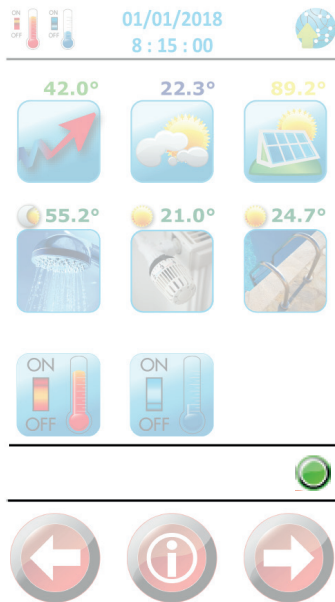 ON
OFF
ON
OFF
01/01/2018
8 : 15 : 00
42.0°
22.3°
89.2°
55.2°
21.0°
24.7°
ON
OFF
ON
OFF